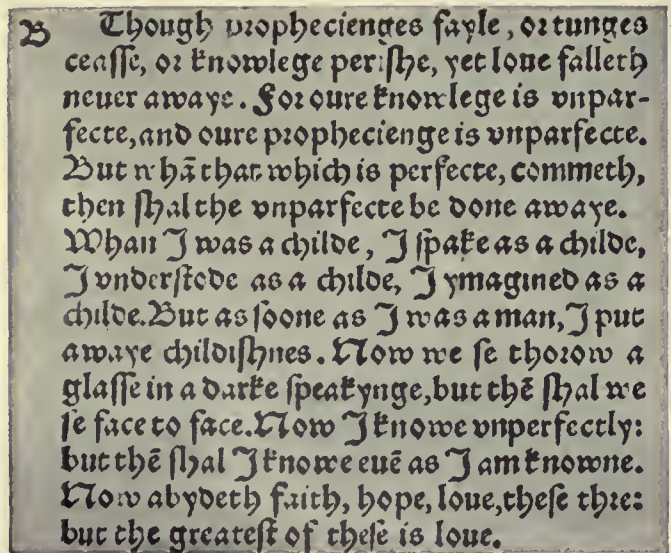 B Though prophecienges fayle, or tunges
ceaſſe, or knowlege periſhe, yet loue falleth
neuer awaye. For oure knowlege is vnpar-
fecte, and oure prophecienge is vnparfecte.
But whā that which is perfecte, commeth,
then ſhal the vnparfecte be done awaye.
Whan I was a childe, I ſpake as a childe,
I vnderſtode as a childe, I ymagined as a
childe. But as ſoone as I was a man, I put
awaye childiſhnes. Now we ſe thorow a
glaſſe in a darke ſpeakynge, but thē ſhal we
ſe face to face. Now I knowe vnperfectly:
but thē ſhal I knowe euē as I am knowne.
Now abydeth faith, hope, loue, theſe thre:
but the greateſt of theſe is loue.